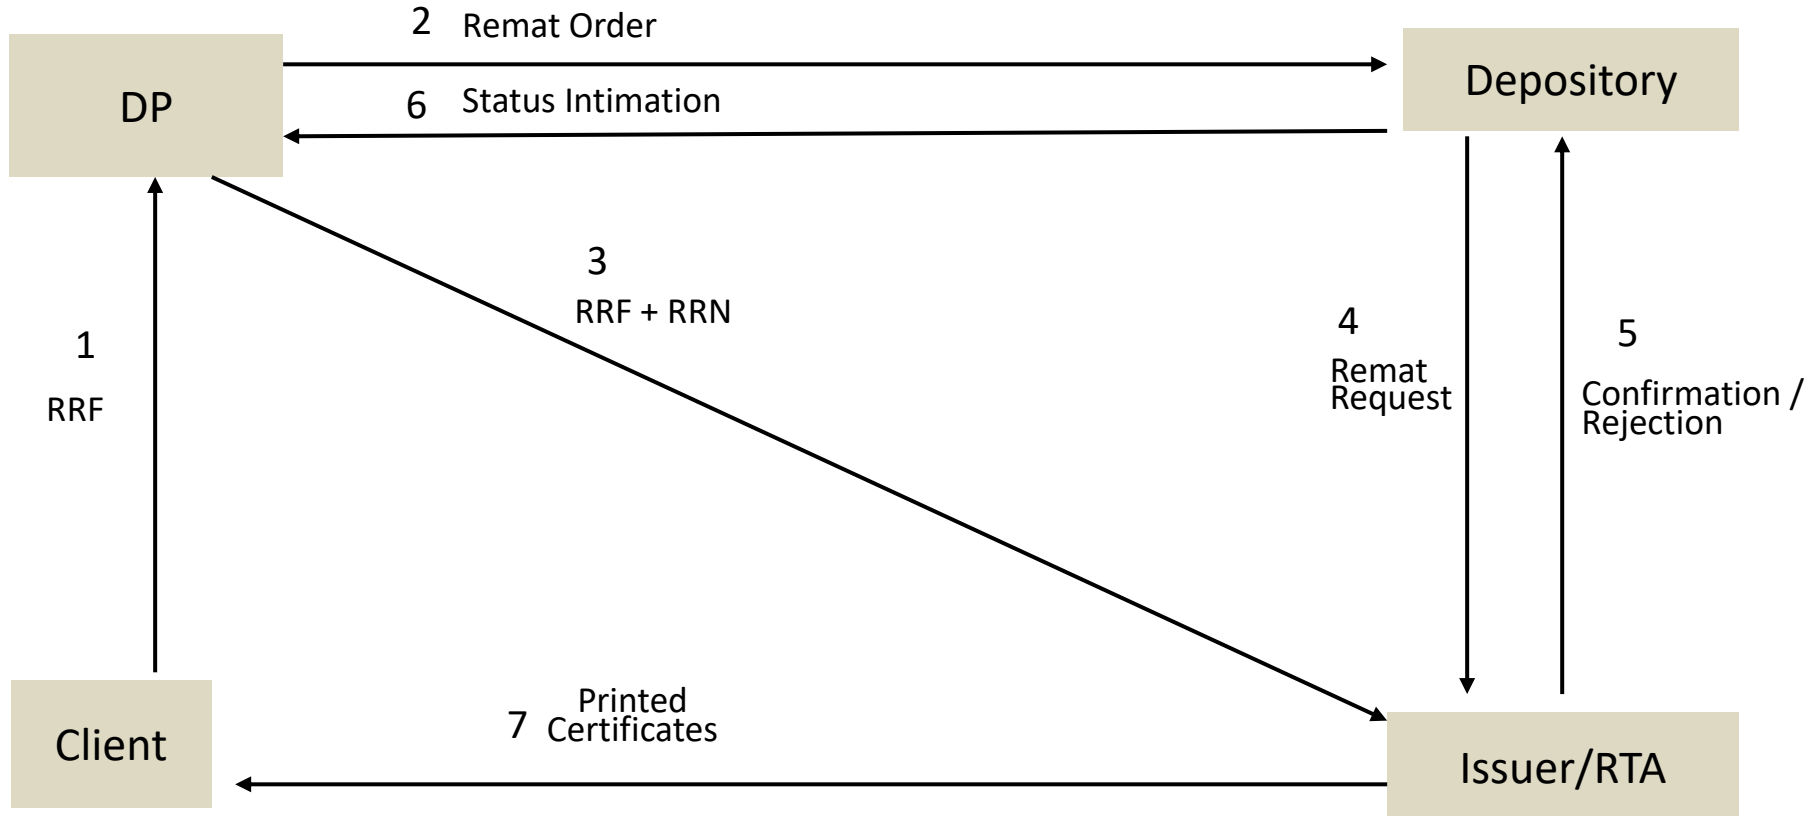 2 Remat Order
DP
Depository
6 Status Intimation
3
RRF + RRN
1
RRF
4
Remat
Request
5
Confirmation /
Rejection
Printed
7 Certificates
Client
Issuer/RTA